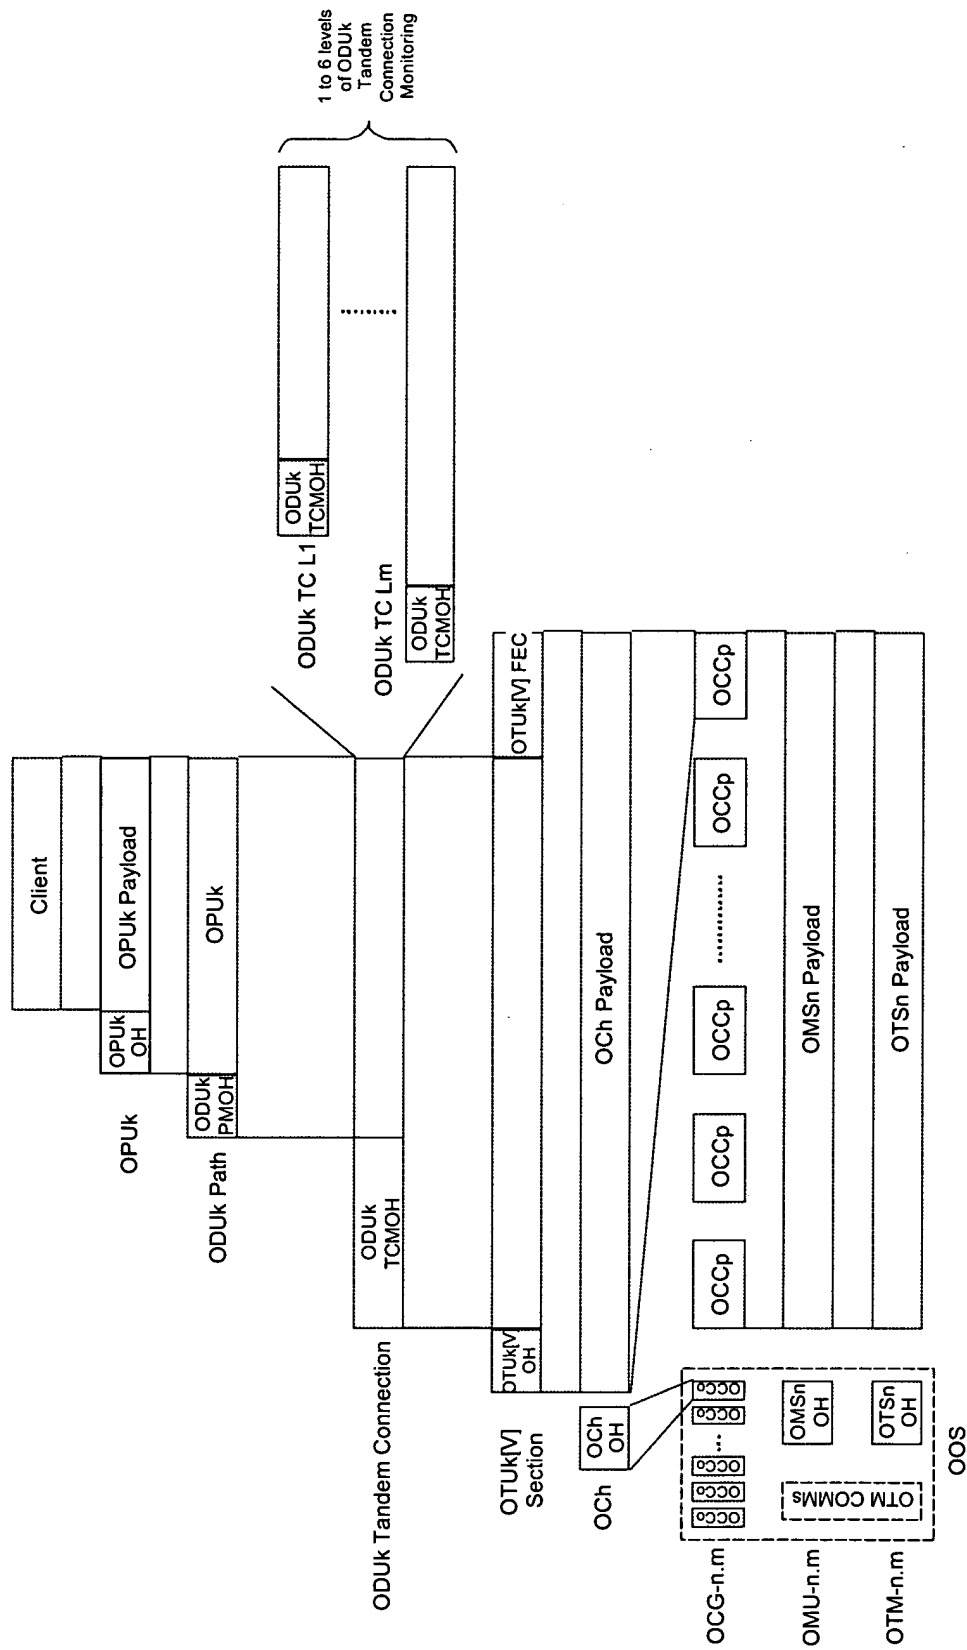 Client
OPUk
OPUk
OH
OPUk Payload
ODUk Path
ODUk
PMOH
OPUk
ODUk Tandem Connection
ODUk
TCMOH
ODUk TC L1
ODUk
TCMOH
ODUk TC Lm
ODUk
TCMOH
1 to 6 levels
of ODUk
Tandem
Connection
Monitoring
OTUk[V]
Section
OTUk[V
OH
OTUk[V] FEC
OCh
OCh
OH
OCh Payload
OCG-n.m
OCCo
OCCo
OCCo
...
OCCo
OCCo
OCCp
OCCp
OCCp
OCCp
OCCp
OMU-n.m
OTM COMMs
OMSn
OH
OMSn Payload
OTM-n.m
OTSn
OH
OTSn Payload
OOS